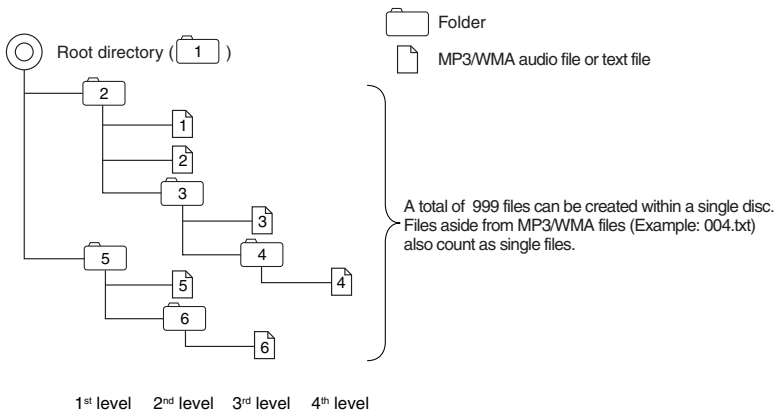 Folder
Root directory ( 1 )
MP3/WMA audio file or text file
2
1
2
3
3
A total of 999 files can be created within a single disc.
Files aside from MP3/WMA files (Example: 004.txt)
also count as single files.
4
5
5
4
6
6
1st level 2nd level 3rd level 4th level